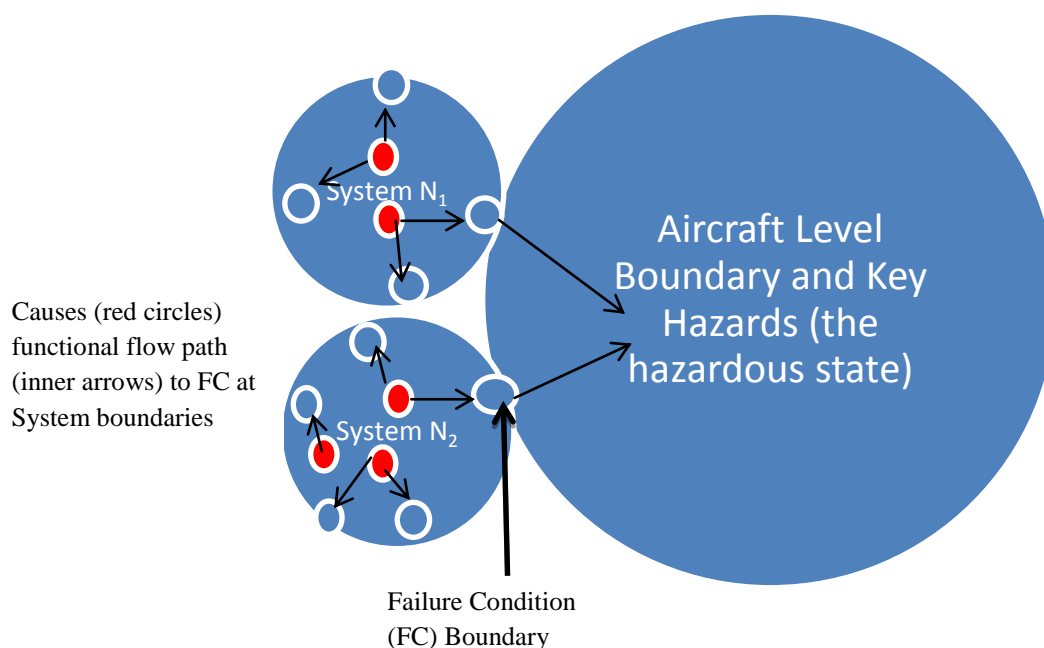 System N₁
Aircraft Level
Boundary and Key
Hazards (the
hazardous state)
Causes (red circles)
functional flow path
(inner arrows) to FC at
System boundaries
System N₂
Failure Condition
(FC) Boundary